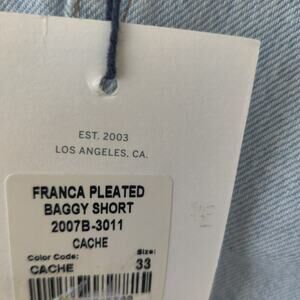 EST. 2003
LOS ANGELES, CA.
FRANCA PLEATED
BAGGY SHORT
2007B-3011
CACHE
Color Code: Size:
CACHE 33